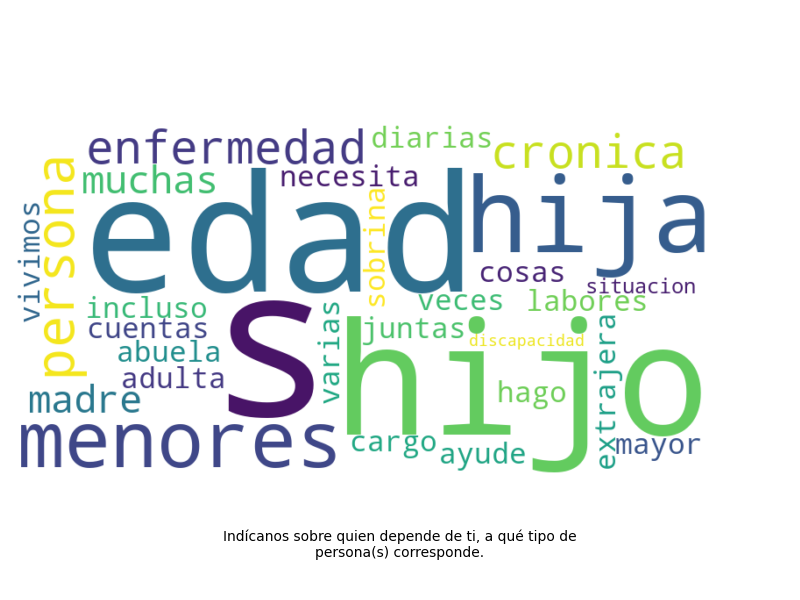 diarias
enfermedad
cronica
muchas
necesita
persona
edad
hija
sobrina
vivimos
cosas
situacion
incluso
veces
labores
cuentas
s
varias
juntas
discapacidad
hijo
abuela
adulta
hago
extrajera
madre
menores
cargo
ayude
mayor
Indícanos sobre quien depende de ti, a qué tipo de
persona(s) corresponde.